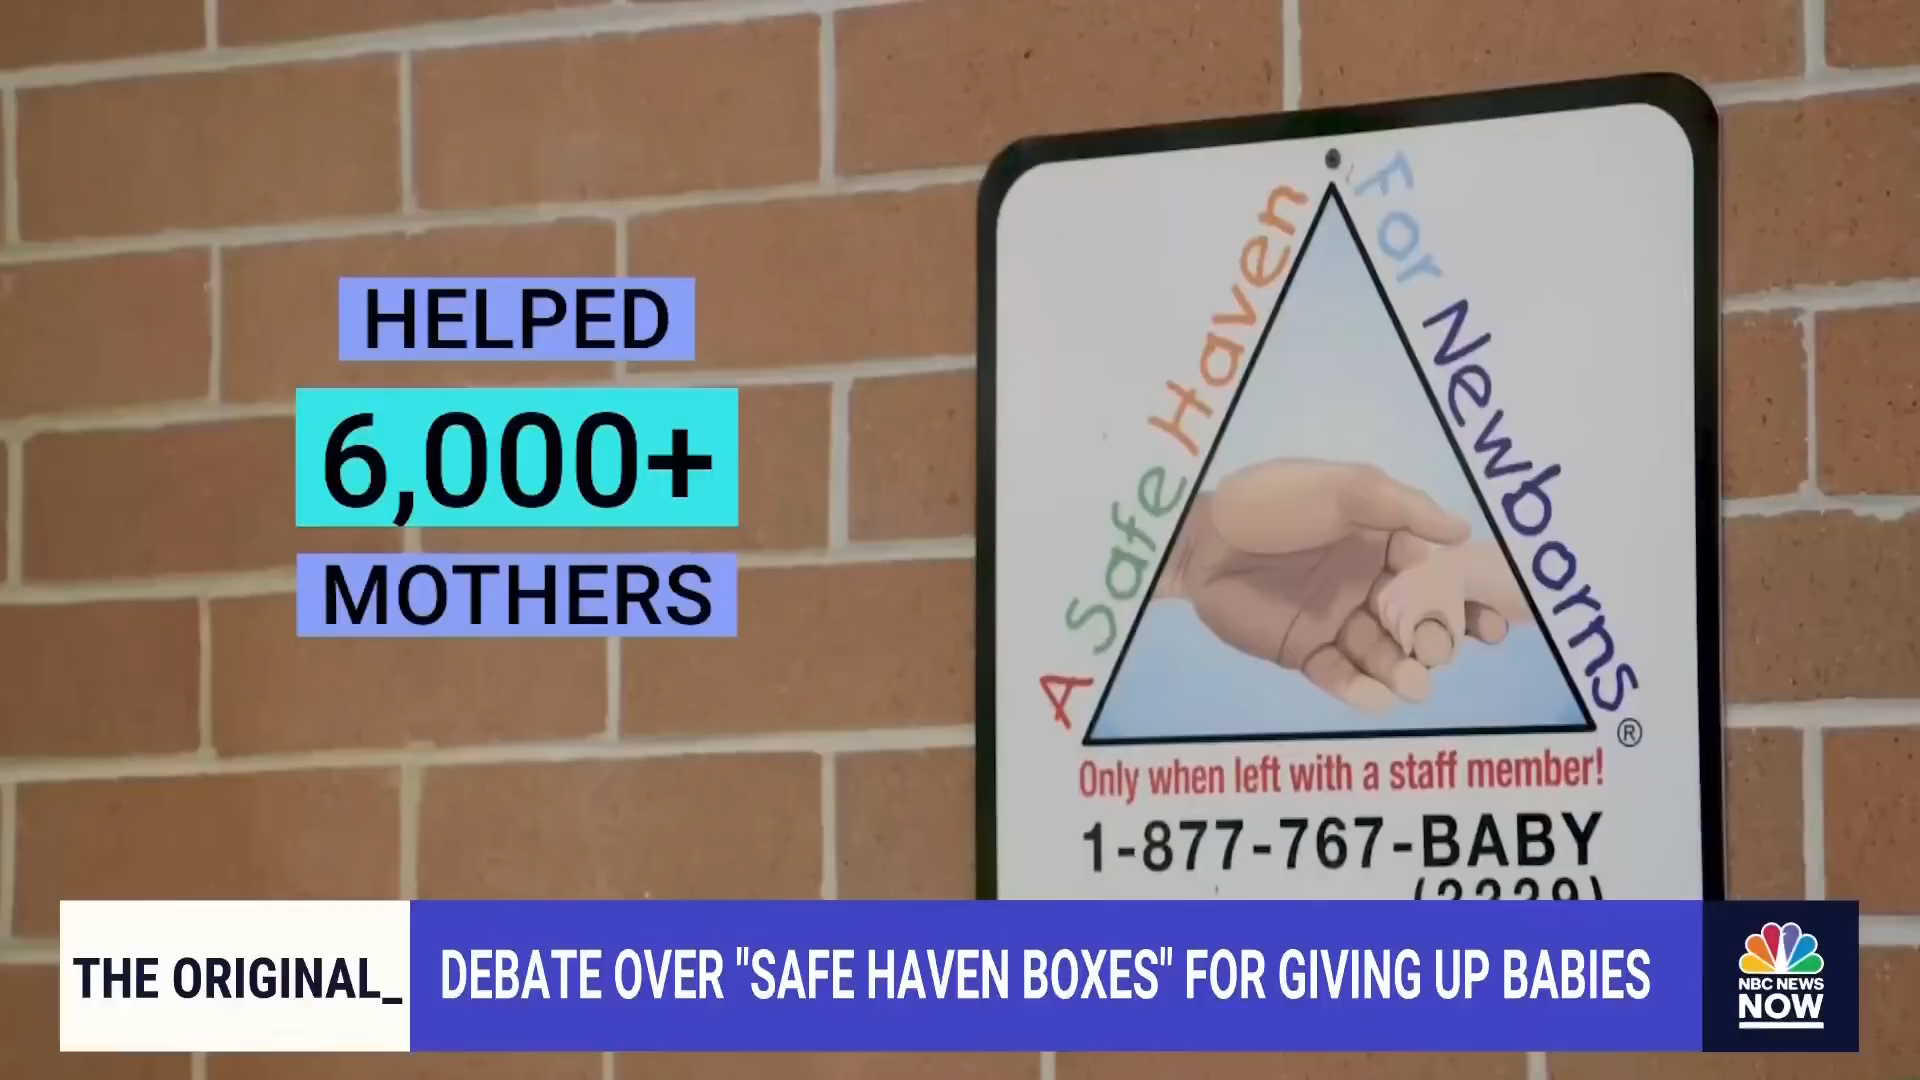 HELPED
6,000+
MOTHERS
A Safe Haven For Newborns
®
Only when left with a staff member!
1-877-767-BABY
(2229)
THE ORIGINAL_
DEBATE OVER "SAFE HAVEN BOXES" FOR GIVING UP BABIES
NBC NEWS
NOW